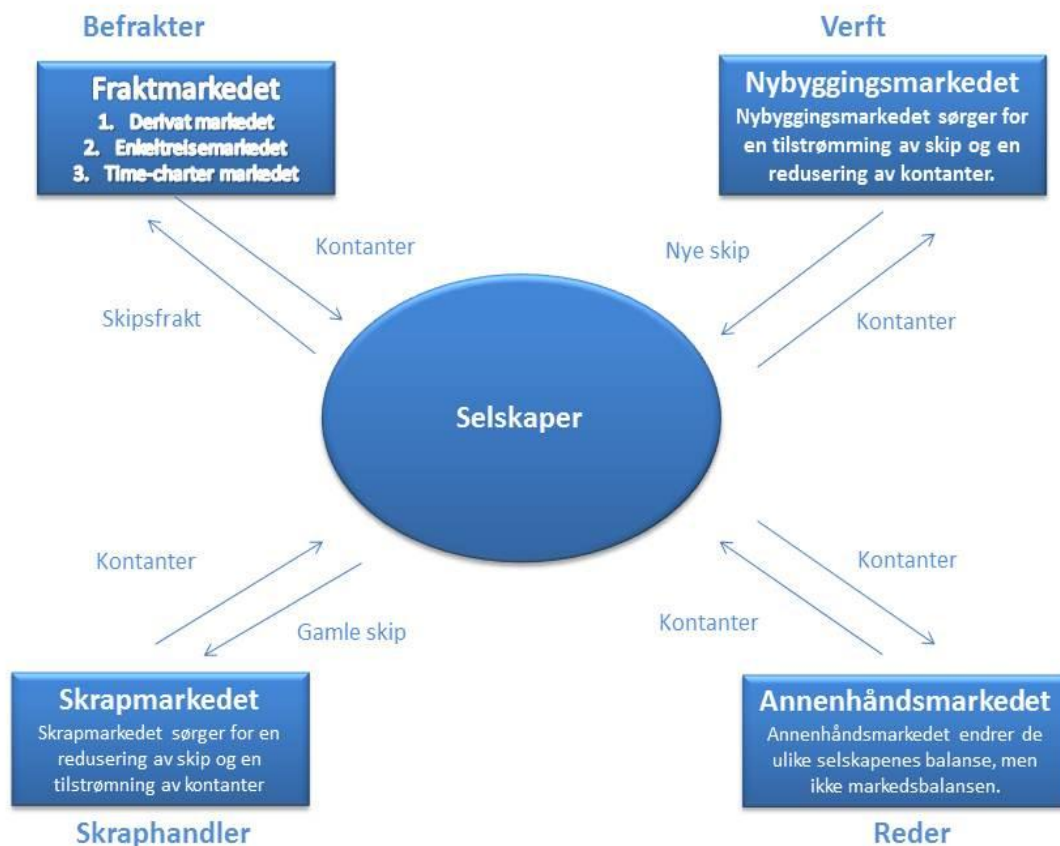 Befrakter
Fraktmarkedet
1. Derivat markedet
2. Enkeltreisemarkedet
3. Time-charter markedet
Verft
Nybyggingsmarkedet
Nybyggingsmarkedet sørger for
en tilstrømming av skip og en
redusering av kontanter.
Kontanter
Skipsfrakt
Nye skip
Kontanter
Selskaper
Kontanter
Gamle skip
Kontanter
Kontanter
Skrapmarkedet
Skrapmarkedet sørger for en
redusering av skip og en
tilstrømning av kontanter
Skraphandler
Annenhåndsmarkedet
Annenhåndsmarkedet endrer de
ulike selskapenes balanse, men
ikke markedsbalansen.
Reder